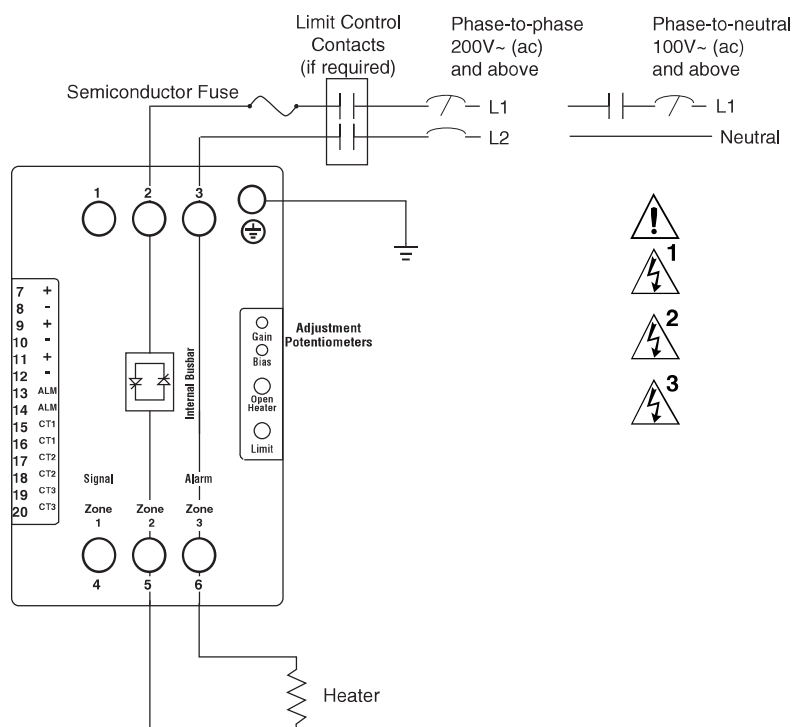 Limit Control
Contacts
(if required)
Phase-to-phase
200V~ (ac)
and above
Phase-to-neutral
100V~ (ac)
and above
Semiconductor Fuse
L1
L2
L1
Neutral
1
2
3
7 +
8 -
9 +
10 -
11 +
12 -
13 ALM
14 ALM
15 CT1
16 CT1
17 CT2
18 CT2
19 CT3
20 CT3
Internal Busbar
Gain
Bias
Open
Heater
Limit
Adjustment
Potentiometers
!
1
2
3
Signal
Alarm
Zone
1
Zone
2
Zone
3
4
5
6
Heater